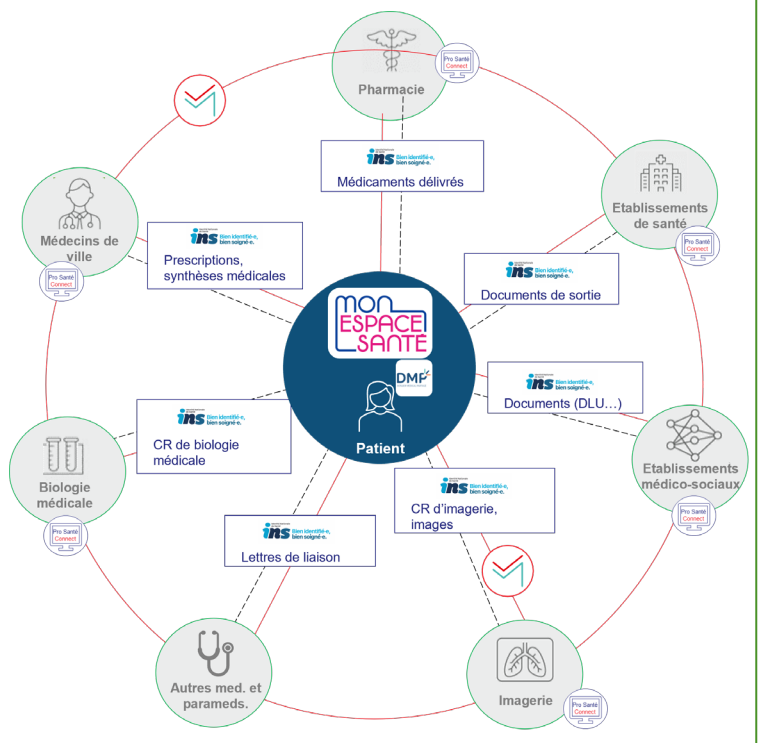 Pharmacie
Pro Santé
Connect
ins
Bien identifié·e,
bien soigné·e.
Médicaments délivrés
Médecins de
ville
Pro Santé
Connect
ins
Bien identifié·e,
bien soigné·e.
Prescriptions,
synthèses médicales
Etablissements
de santé
Pro Santé
Connect
ins
Bien identifié·e,
bien soigné·e.
Documents de sortie
MON
ESPACE
SANTÉ
DMP
Patient
ins
Bien identifié·e,
bien soigné·e.
Documents (DLU…)
Etablissements
médico-sociaux
Pro Santé
Connect
ins
Bien identifié·e,
bien soigné·e.
CR de biologie
médicale
Biologie
médicale
Pro Santé
Connect
ins
Bien identifié·e,
bien soigné·e.
CR d’imagerie,
images
ins
Bien identifié·e,
bien soigné·e.
Lettres de liaison
Autres med. et
parameds.
Imagerie
Pro Santé
Connect